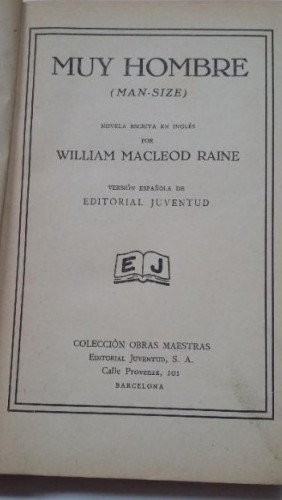 MUY HOMBRE
(MAN-SIZE)
NOVELA ESCRITA EN INGLÉS
POR
WILLIAM MACLEOD RAINE
VERSIÓN ESPAÑOLA DE
EDITORIAL JUVENTUD
E J
COLECCIÓN OBRAS MAESTRAS
EDITORIAL JUVENTUD, S. A.
Calle Provenza, 101
BARCELONA